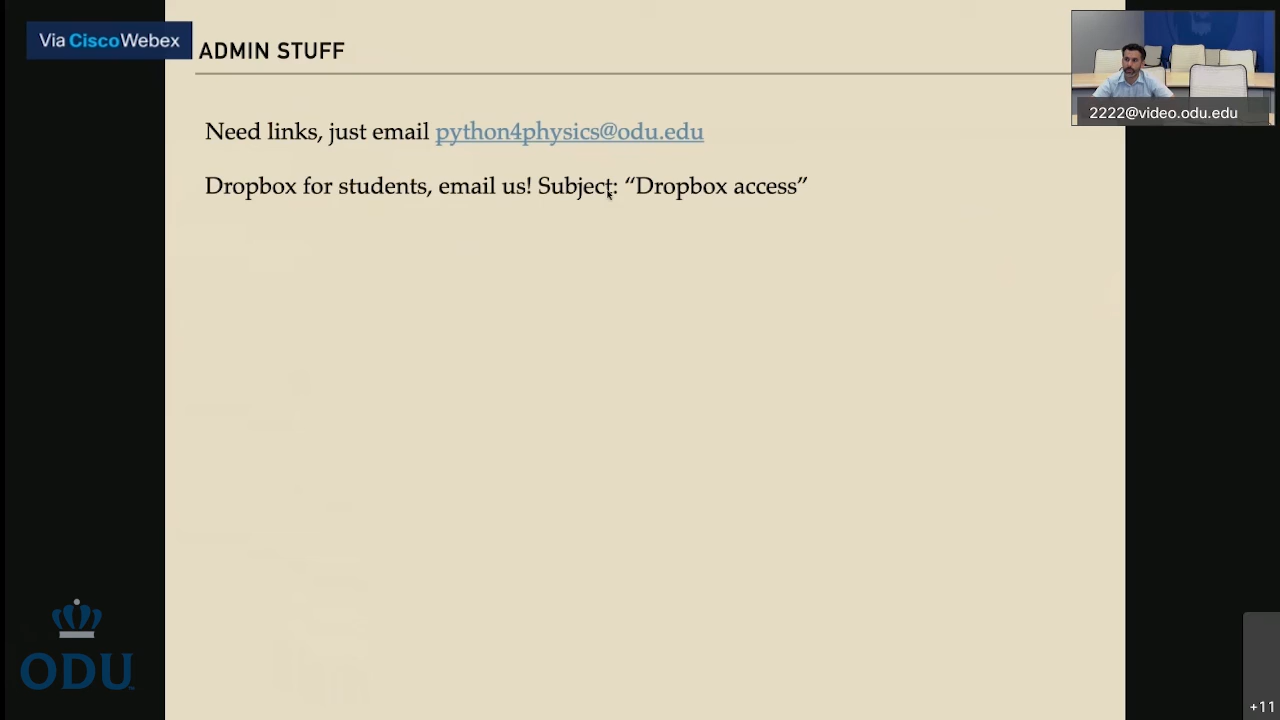 Via CiscoWebex
ADMIN STUFF
2222@video.odu.edu
Need links, just email python4physics@odu.edu
Dropbox for students, email us! Subject: “Dropbox access”
ODU
+11